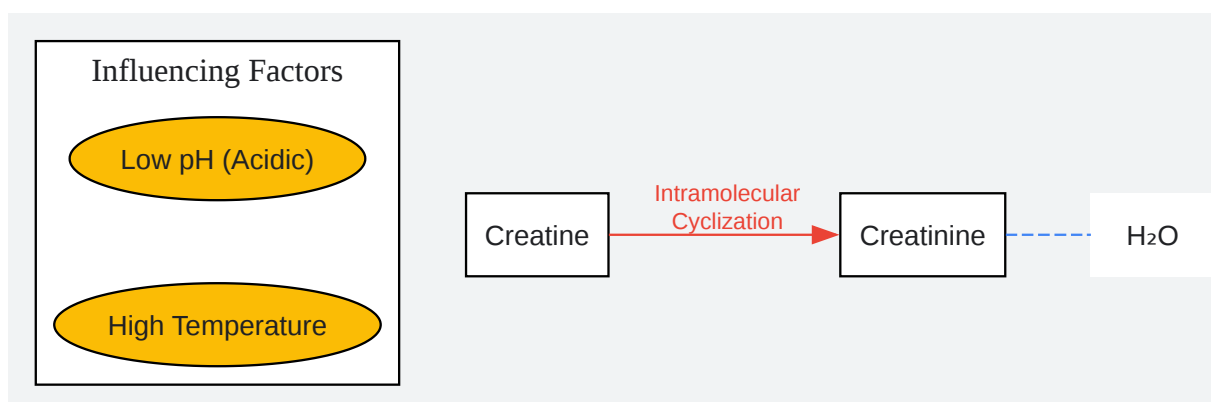 Influencing Factors
Low pH (Acidic)
High Temperature
Creatine
Intramolecular
Cyclization
Creatinine
H₂O